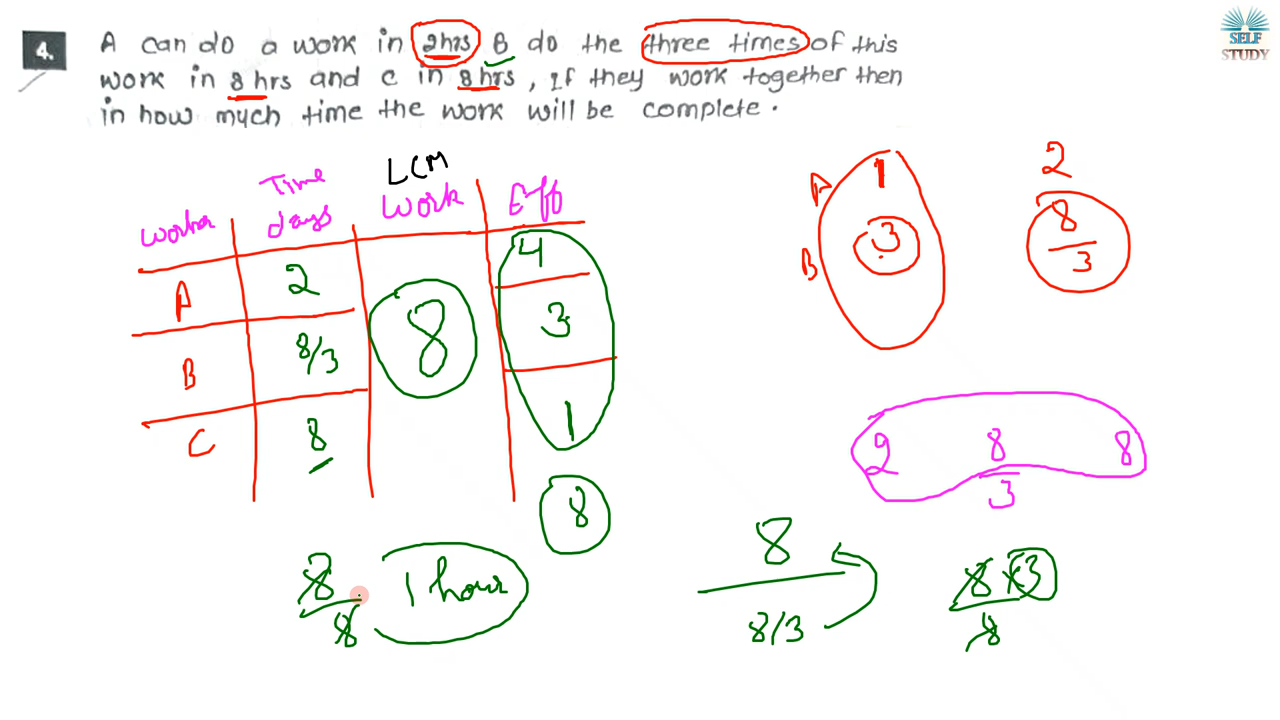 SELF
STUDY
4. A can do a work in 2hrs B do the three times of this
work in 8 hrs and c in 8 hrs, If they work together then
in how much time the work will be complete.
Worker Time days LCM Work Eff
A 2 4
B 8/3 8 3
C 8 1
8
8/8 1 hour
A 1 2
B 3 8/3
2 8/3 8
8
8/3
8×3
8